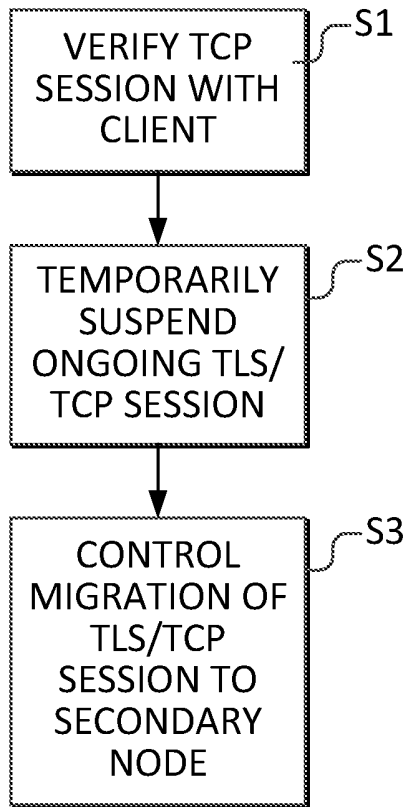 VERIFY TCP
SESSION WITH
CLIENT
S1
TEMPORARILY
SUSPEND
ONGOING TLS/
TCP SESSION
S2
CONTROL
MIGRATION OF
TLS/TCP
SESSION TO
SECONDARY
NODE
S3